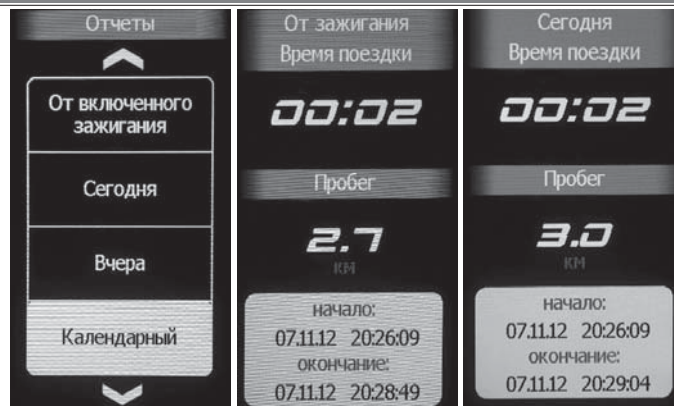 Отчеты
От включенного
зажигания
Сегодня
Вчера
Календарный
От зажигания
Время поездки
00:02
Пробег
2.7
км
начало:
07.11.12 20:26:09
окончание:
07.11.12 20:28:49
Сегодня
Время поездки
00:02
Пробег
3.0
км
начало:
07.11.12 20:26:09
окончание:
07.11.12 20:29:04